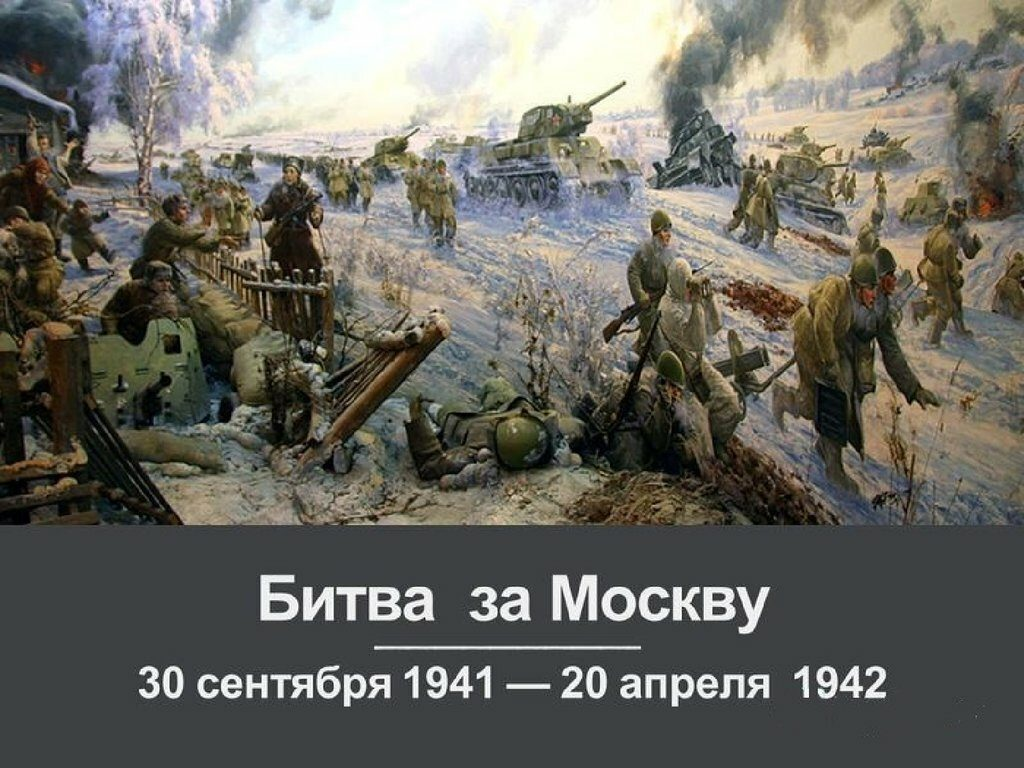 Битва за Москву
30 сентября 1941 — 20 апреля 1942